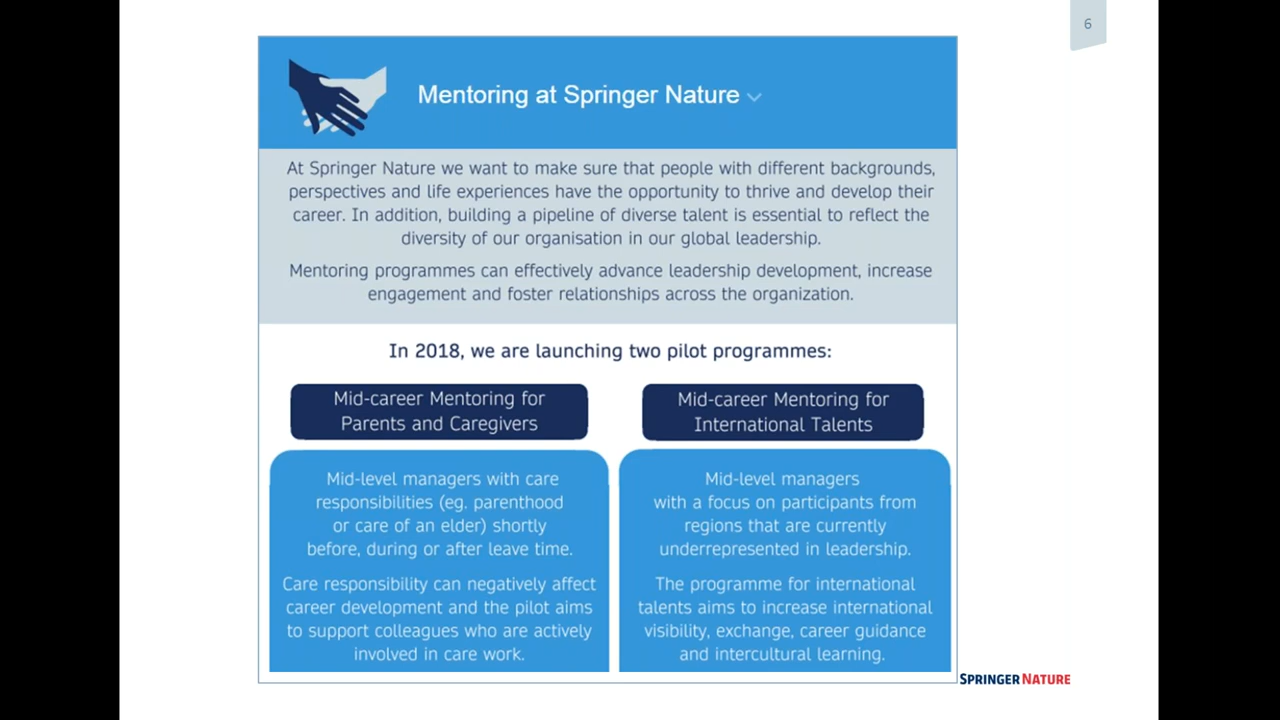 6
Mentoring at Springer Nature
At Springer Nature we want to make sure that people with different backgrounds,
perspectives and life experiences have the opportunity to thrive and develop their
career. In addition, building a pipeline of diverse talent is essential to reflect the
diversity of our organisation in our global leadership.
Mentoring programmes can effectively advance leadership development, increase
engagement and foster relationships across the organization.
In 2018, we are launching two pilot programmes:
Mid-career Mentoring for
Parents and Caregivers
Mid-level managers with care
responsibilities (eg. parenthood
or care of an elder) shortly
before, during or after leave time.
Care responsibility can negatively affect
career development and the pilot aims
to support colleagues who are actively
involved in care work.
Mid-career Mentoring for
International Talents
Mid-level managers
with a focus on participants from
regions that are currently
underrepresented in leadership.
The programme for international
talents aims to increase international
visibility, exchange, career guidance
and intercultural learning.
SPRINGER NATURE